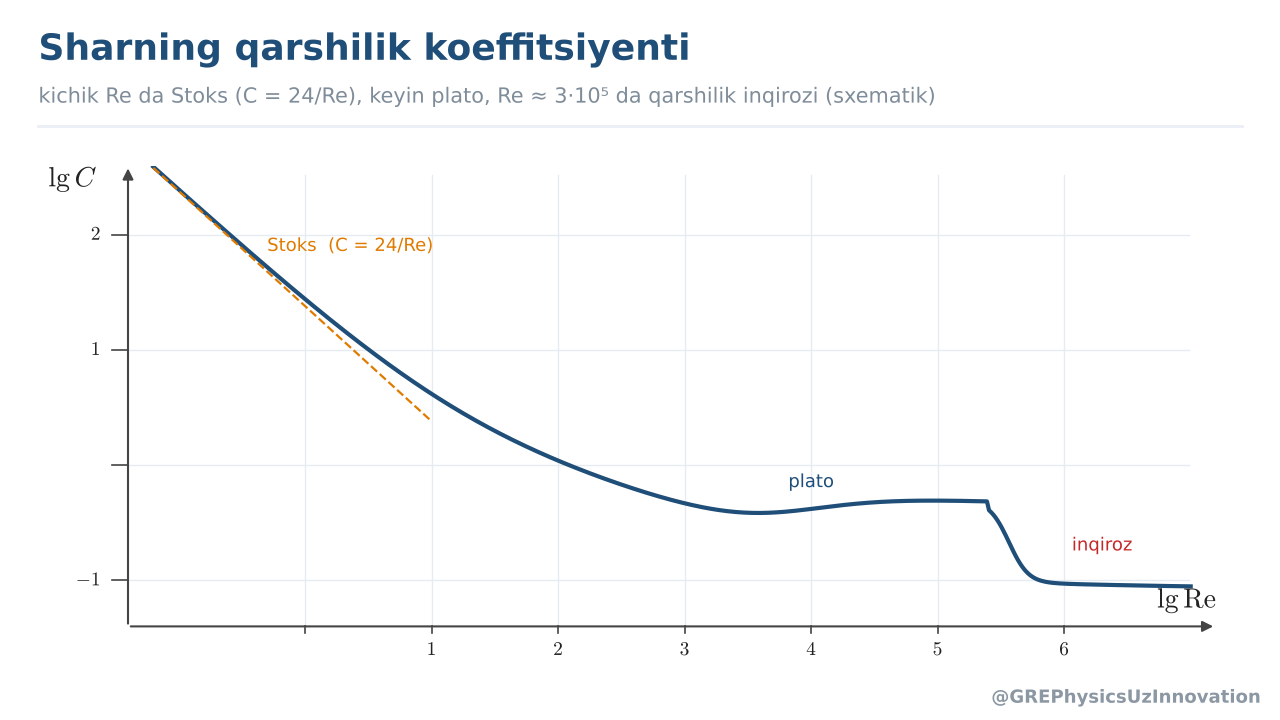 Sharning qarshilik koeffitsiyenti
kichik Re da Stoks (C = 24/Re), keyin plato, Re ≈ 3·10⁵ da qarshilik inqirozi (sxematik)
lg C
2
Stoks (C = 24/Re)
1
plato
inqiroz
−1
lg Re
1 2 3 4 5 6
@GREPhysicsUzInnovation